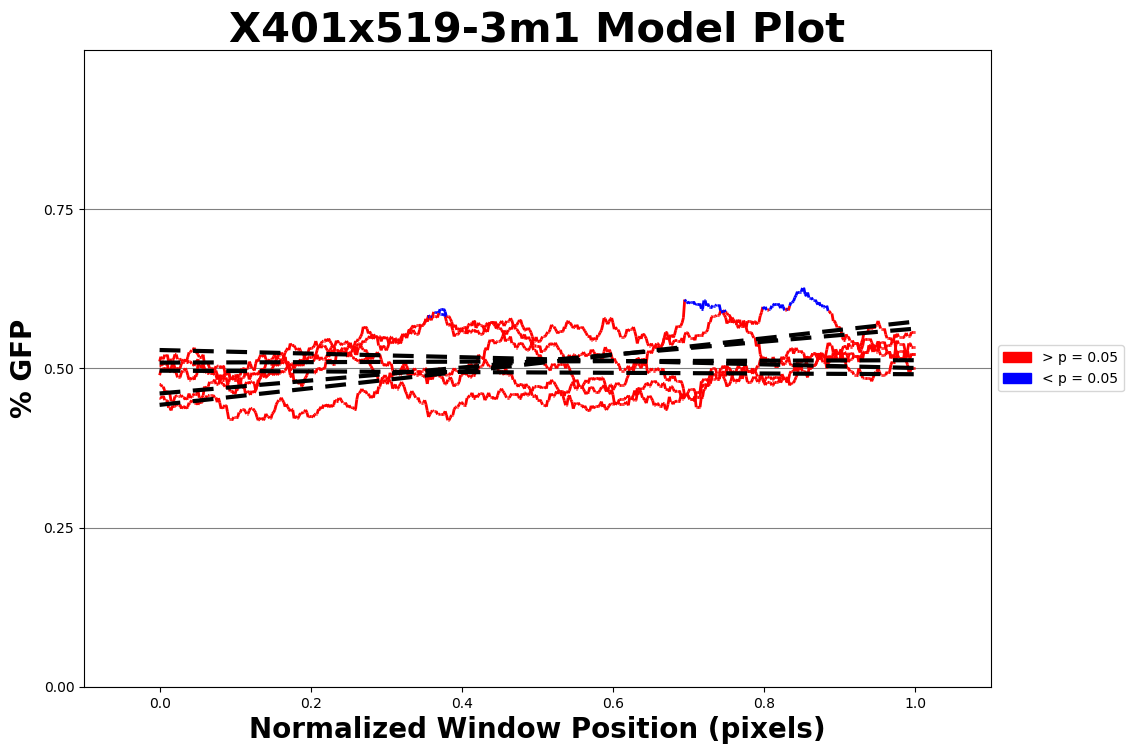 X401x519-3m1 Model Plot
% GFP
0.75
0.50
0.25
0.00
0.0 0.2 0.4 0.6 0.8 1.0
Normalized Window Position (pixels)
> p = 0.05
< p = 0.05